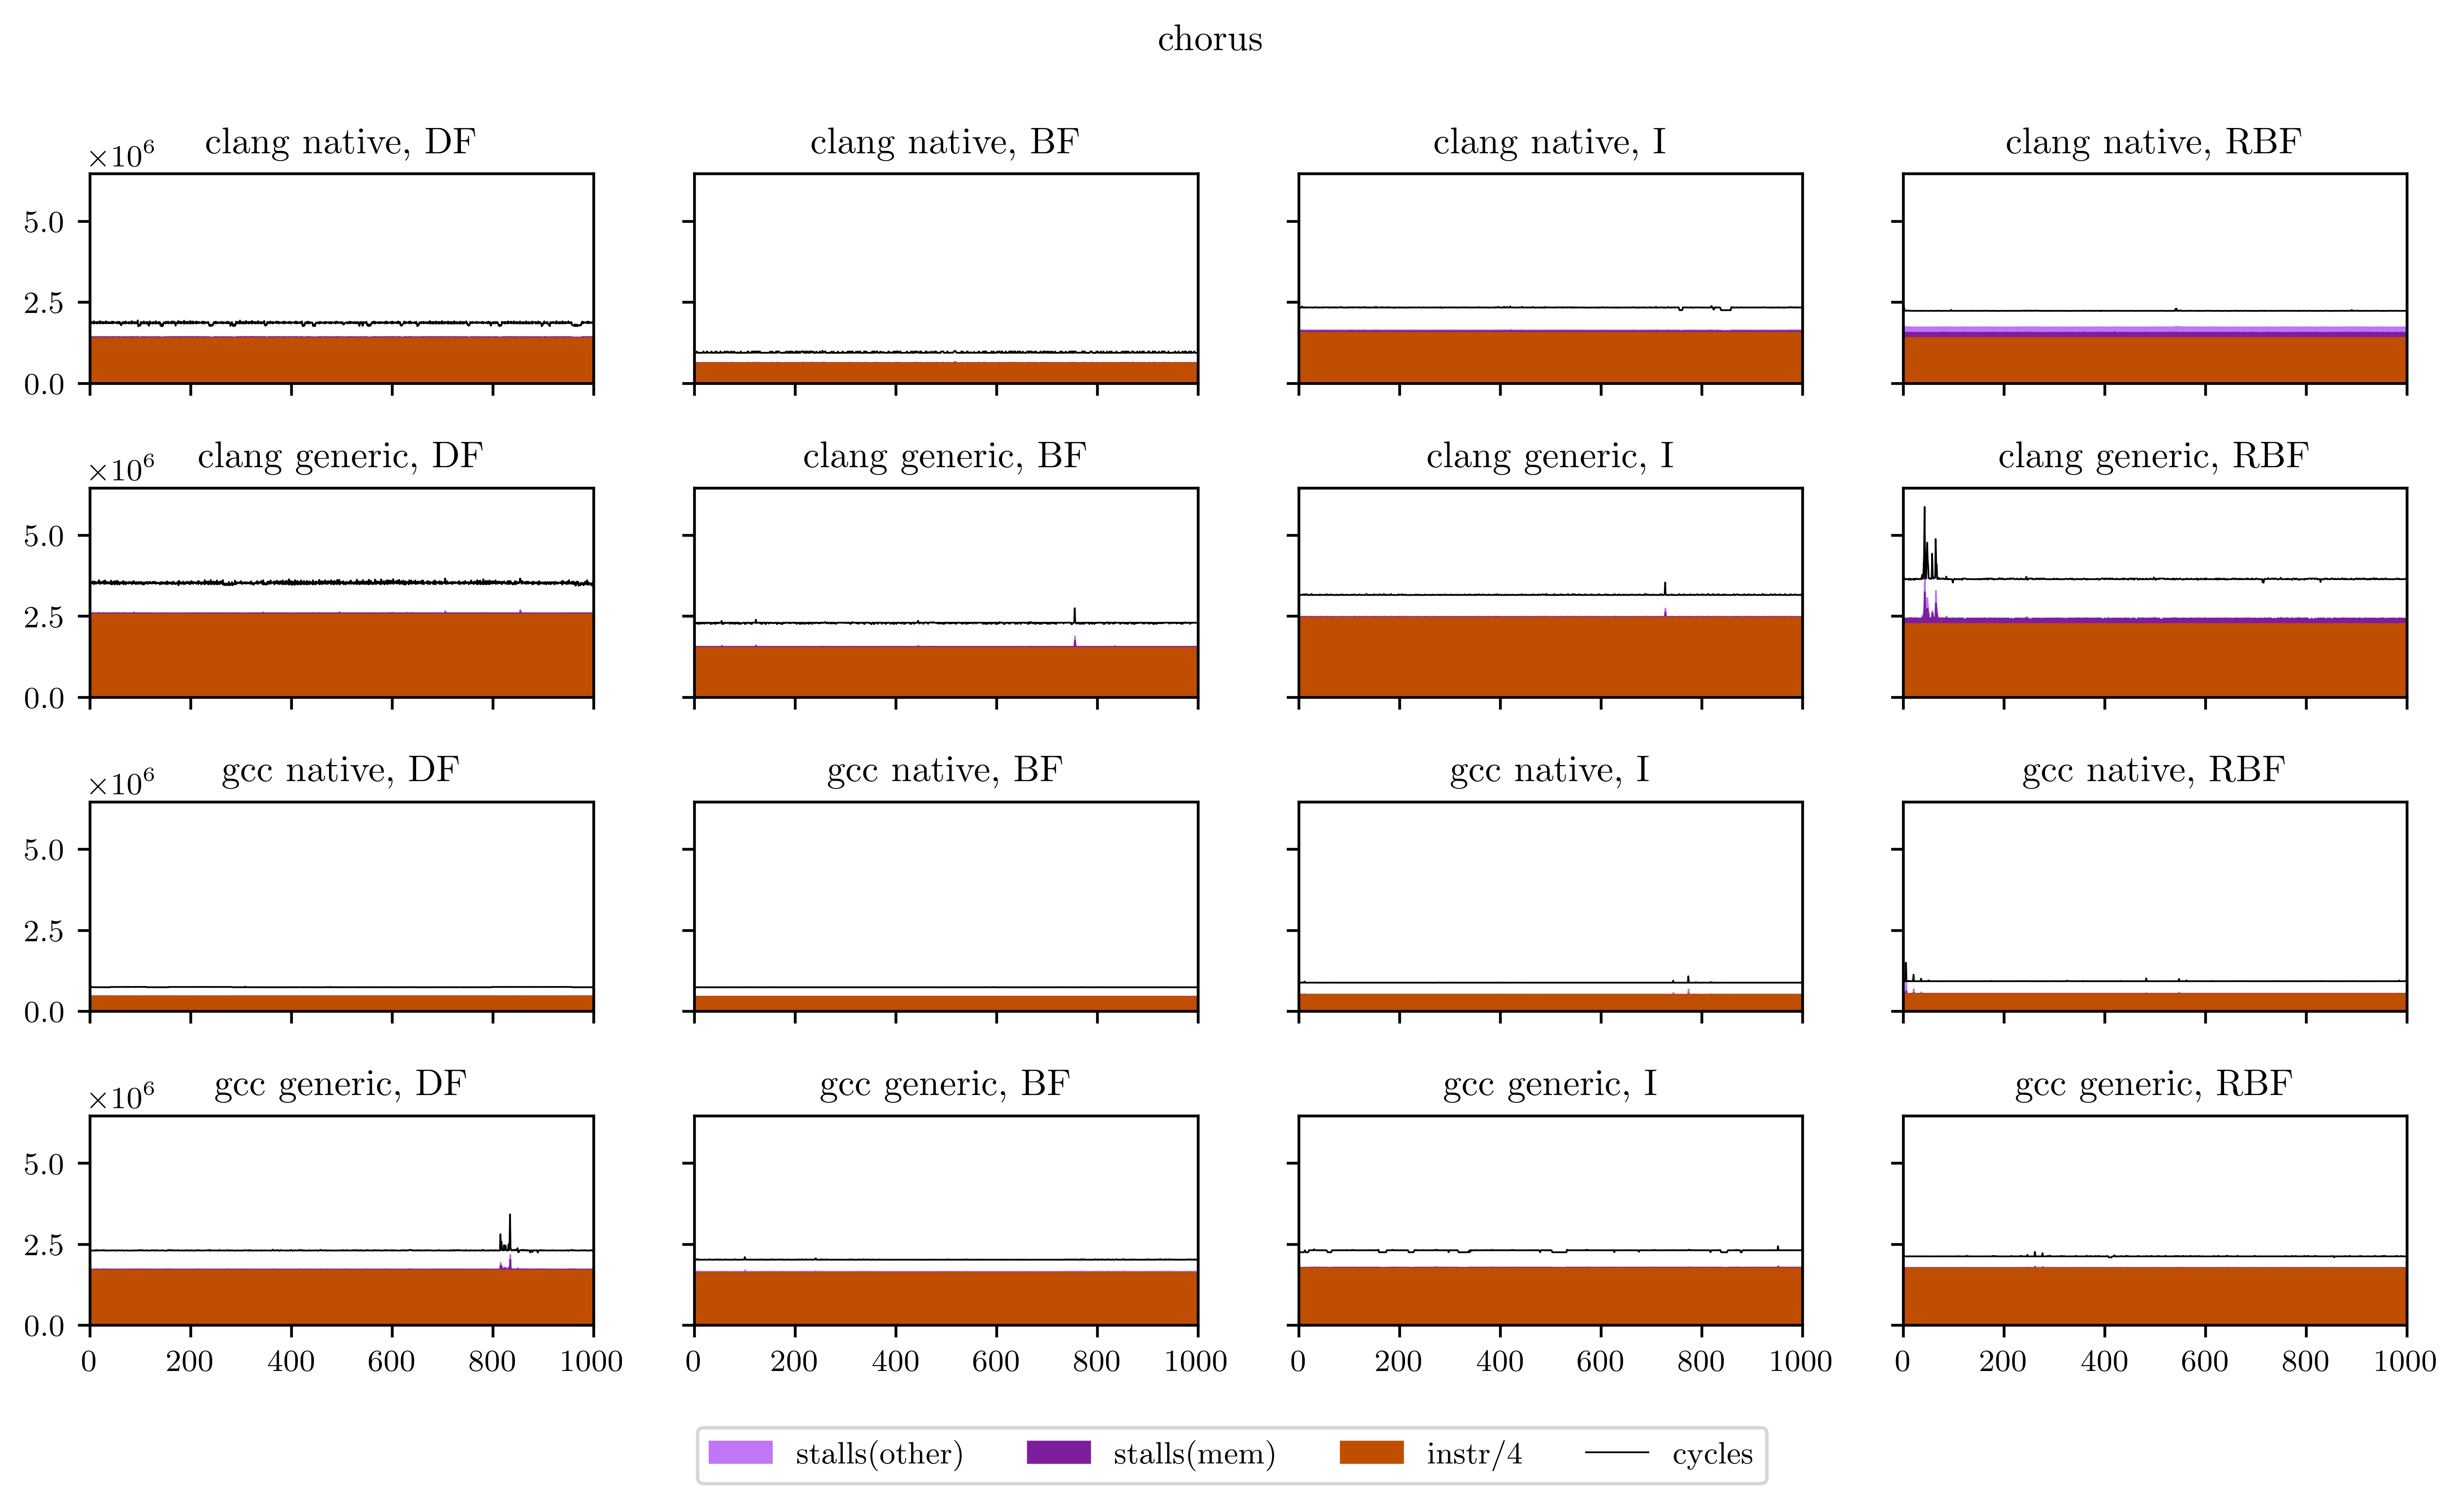 chorus
clang native, DF
clang native, BF
clang native, I
clang native, RBF
×10⁶
5.0
2.5
0.0
clang generic, DF
clang generic, BF
clang generic, I
clang generic, RBF
×10⁶
5.0
2.5
0.0
gcc native, DF
gcc native, BF
gcc native, I
gcc native, RBF
×10⁶
5.0
2.5
0.0
gcc generic, DF
gcc generic, BF
gcc generic, I
gcc generic, RBF
×10⁶
5.0
2.5
0.0
0 200 400 600 800 1000
0 200 400 600 800 1000
0 200 400 600 800 1000
0 200 400 600 800 1000
stalls(other) stalls(mem) instr/4 cycles